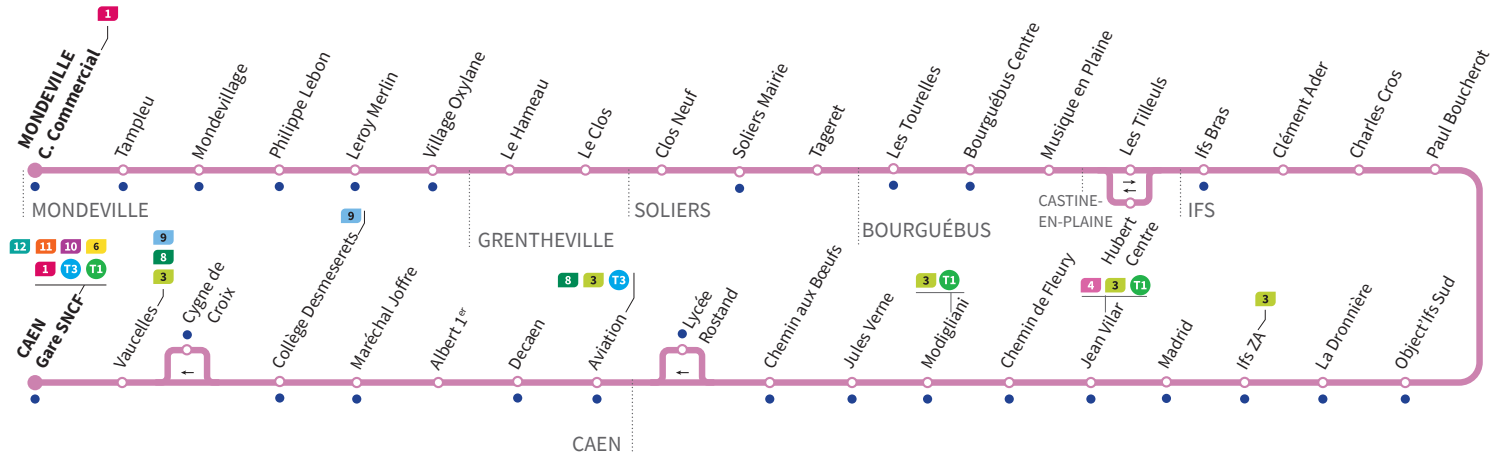 1
MONDEVILLE
C. Commercial
Tampleu
Mondevillage
Philippe Lebon
Leroy Merlin
Village Oxylane
Le Hameau
Le Clos
Clos Neuf
Soliers Mairie
Tageret
Les Tourelles
Bourguébus Centre
Musique en Plaine
Les Tilleuls
Ifs Bras
Clément Ader
Charles Cros
Paul Boucherot
MONDEVILLE
GRENTHEVILLE
SOLIERS
BOURGUÉBUS
CASTINE-
EN-PLAINE
IFS
Hubert
Centre
12 11 10 6
1 T3 T1
CAEN
Gare SNCF
9
8
3
Vaucelles
Cygne de
Croix
9
Collège Desmeserets
Maréchal Joffre
Albert 1er
Decaen
8 3 T3
Aviation
Lycée
Rostand
Chemin aux Bœufs
Jules Verne
3 T1
Modigliani
Chemin de Fleury
4 3 T1
Jean Vilar
Madrid
3
Ifs ZA
La Dronnière
Object'Ifs Sud
CAEN